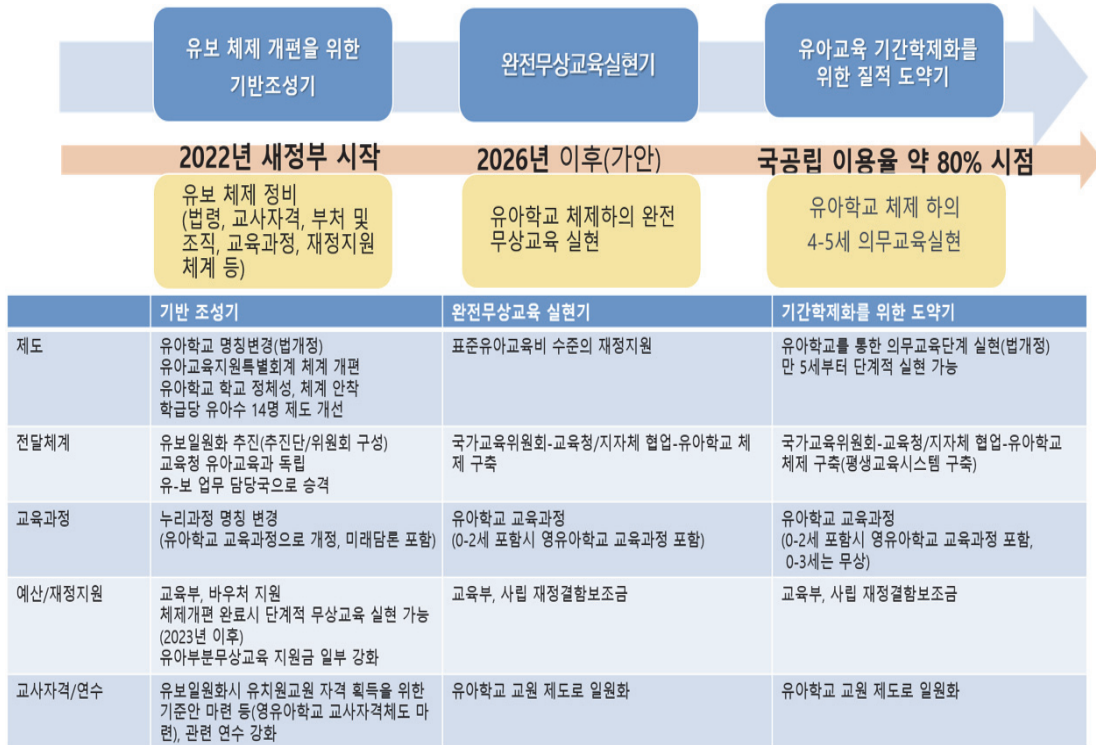 유보 체제 개편을 위한
기반조성기
완전무상교육실현기
유아교육 기간학제화를
위한 질적 도약기
2022년 새정부 시작
2026년 이후(가안)
국공립 이용율 약 80% 시점
유보 체제 정비
(법령, 교사자격, 부처 및
조직, 교육과정, 재정지원
체계 등)
유아학교 체제하의 완전
무상교육 실현
유아학교 체제 하의
4-5세 의무교육실현
기반 조성기
완전무상교육 실현기
기간학제화를 위한 도약기
제도
유아학교 명칭변경(법개정)
유아교육지원특별회계 체계 개편
유아학교 학교 정체성, 체계 안착
학급당 유아수 14명 제도 개선
표준유아교육비 수준의 재정지원
유아학교를 통한 의무교육단계 실현(법개정)
만 5세부터 단계적 실현 가능
전달체계
유보일원화 추진(추진단/위원회 구성)
교육청 유아교육과 독립
유-보 업무 담당국으로 승격
국가교육위원회-교육청/지자체 협업-유아학교 체
제 구축
국가교육위원회-교육청/지자체 협업-유아학교
체제 구축(평생교육시스템 구축)
교육과정
누리과정 명칭 변경
(유아학교 교육과정으로 개정, 미래담론 포함)
유아학교 교육과정
(0-2세 포함시 영유아학교 교육과정 포함)
유아학교 교육과정
(0-2세 포함시 영유아학교 교육과정 포함,
0-3세는 무상)
예산/재정지원
교육부, 바우처 지원
체제개편 완료시 단계적 무상교육 실현 가능
(2023년 이후)
유아부분무상교육 지원금 일부 강화
교육부, 사립 재정결함보조금
교육부, 사립 재정결함보조금
교사자격/연수
유보일원화시 유치원교원 자격 획득을 위한
기준안 마련 등(영유아학교 교사자격체도 마
련), 관련 연수 강화
유아학교 교원 제도로 일원화
유아학교 교원 제도로 일원화